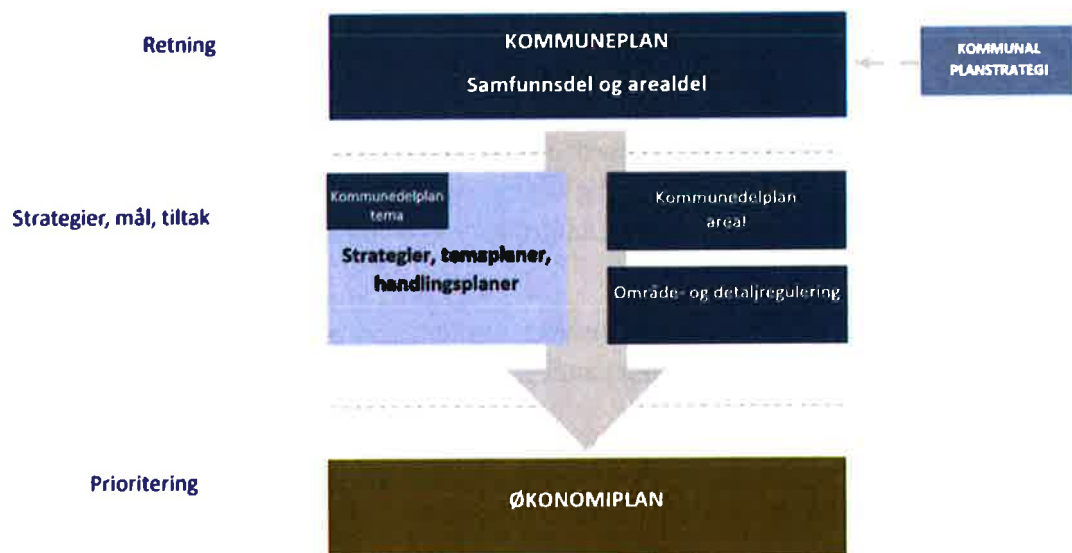 Retning
KOMMUNEPLAN
Samfunnsdel og arealdel
KOMMUNAL
PLANSTRATEGI
Strategier, mål, tiltak
Kommunedelplan
tema
Strategier, temaplaner,
handlingsplaner
Kommunedelplan
areal
Område- og detaljregulering
Prioritering
ØKONOMIPLAN